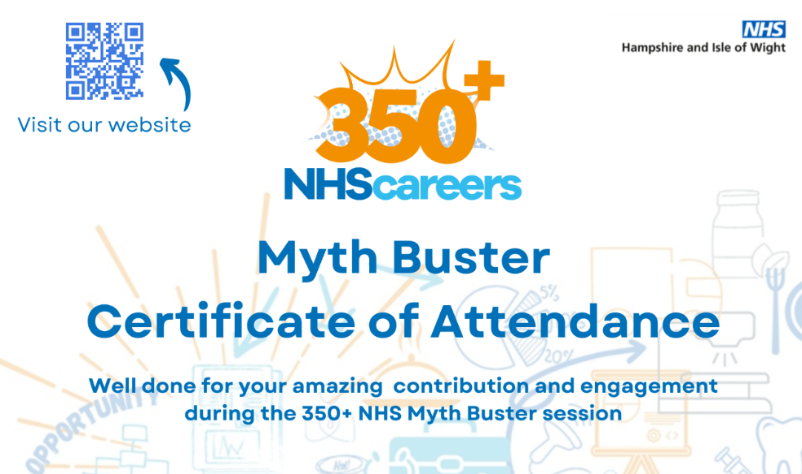 NHS
Hampshire and Isle of Wight
Visit our website
350+
NHScareers
Myth Buster
Certificate of Attendance
5%
20%
Well done for your amazing contribution and engagement
during the 350+ NHS Myth Buster session
OPPORTUNITY